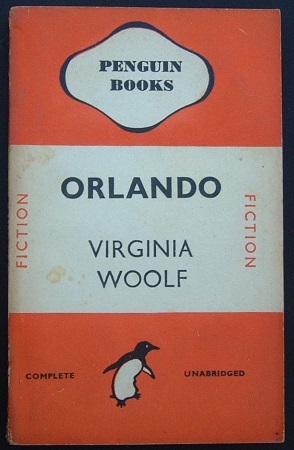 PENGUIN
BOOKS
ORLANDO
FICTION
FICTION
VIRGINIA
WOOLF
COMPLETE
UNABRIDGED